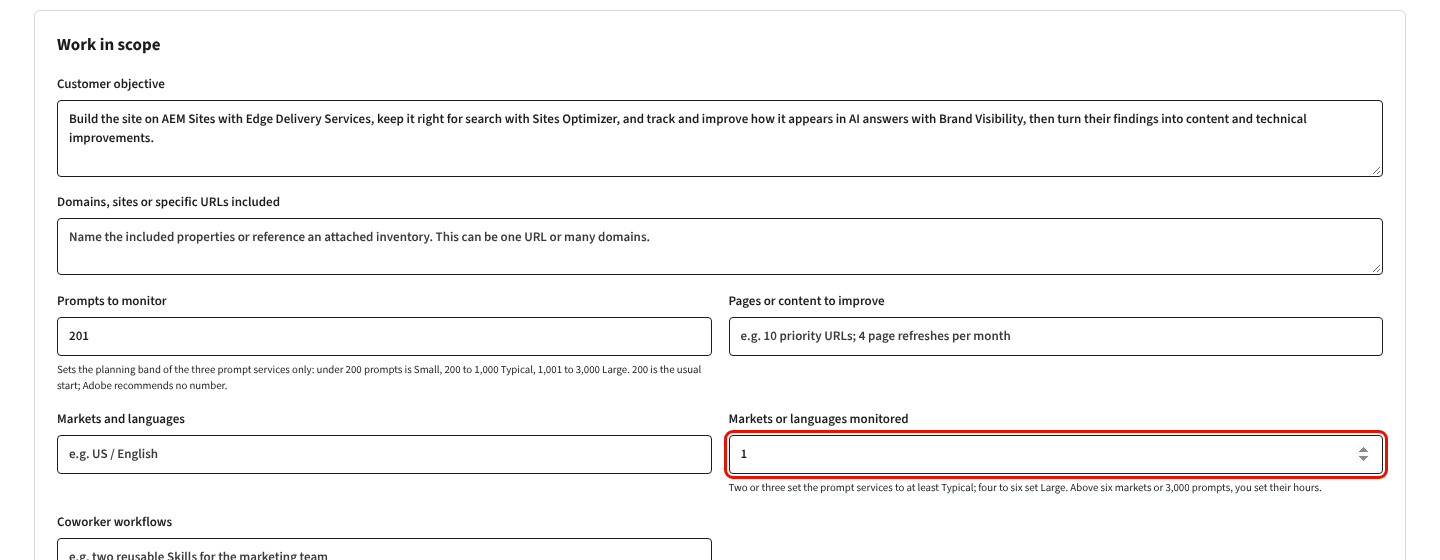 Work in scope
Customer objective
Build the site on AEM Sites with Edge Delivery Services, keep it right for search with Sites Optimizer, and track and improve how it appears in AI answers with Brand Visibility, then turn their findings into content and technical
improvements.
Domains, sites or specific URLs included
Name the included properties or reference an attached inventory. This can be one URL or many domains.
Prompts to monitor
201
Sets the planning band of the three prompt services only: under 200 prompts is Small, 200 to 1,000 Typical, 1,001 to 3,000 Large. 200 is the usual
start; Adobe recommends no number.
Pages or content to improve
e.g. 10 priority URLs; 4 page refreshes per month
Markets and languages
e.g. US / English
Markets or languages monitored
1
Two or three set the prompt services to at least Typical; four to six set Large. Above six markets or 3,000 prompts, you set their hours.
Coworker workflows
e.g. two reusable Skills for the marketing team